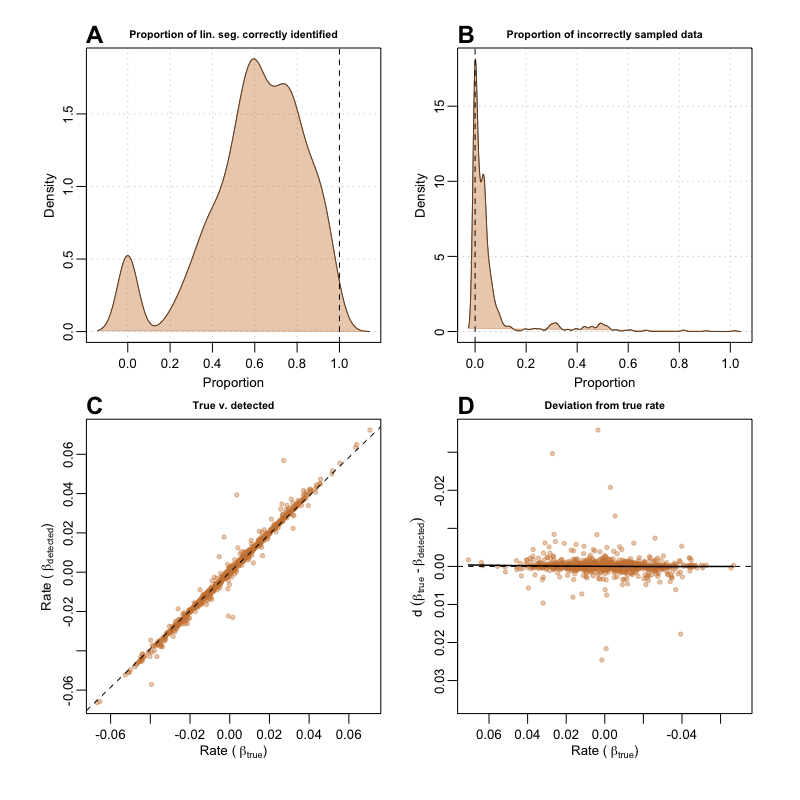 A Proportion of lin. seg. correctly identified
Density
0.0 0.5 1.0 1.5
0.0 0.2 0.4 0.6 0.8 1.0
Proportion
B Proportion of incorrectly sampled data
Density
0 5 10 15
0.0 0.2 0.4 0.6 0.8 1.0
Proportion
C True v. detected
Rate ( βdetected)
-0.06 -0.02 0.00 0.02 0.04 0.06
-0.06 -0.02 0.00 0.02 0.04 0.06
Rate ( βtrue)
D Deviation from true rate
d (βtrue - βdetected)
0.03 0.02 0.01 0.00 -0.02
0.06 0.04 0.02 0.00 -0.04
Rate ( βtrue)